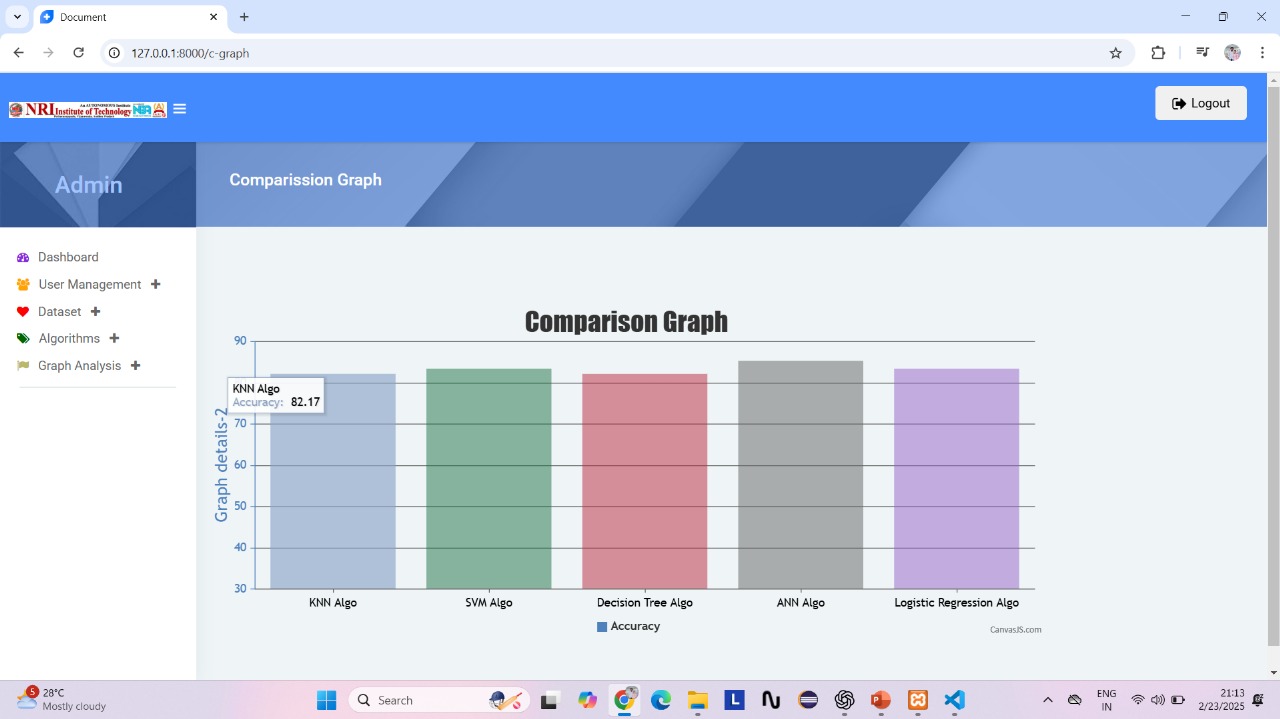 Document
127.0.0.1:8000/c-graph
NRI Institute of Technology
Logout
Admin
Comparission Graph
Dashboard
User Management
Dataset
Algorithms
Graph Analysis
Comparison Graph
90
KNN Algo
Accuracy: 82.17
70
60
50
40
30
Graph details-2
KNN Algo
SVM Algo
Decision Tree Algo
ANN Algo
Logistic Regression Algo
Accuracy
CanvasJS.com
5
28°C
Mostly cloudy
Search
L
ENG
IN
21:13
2/23/2025